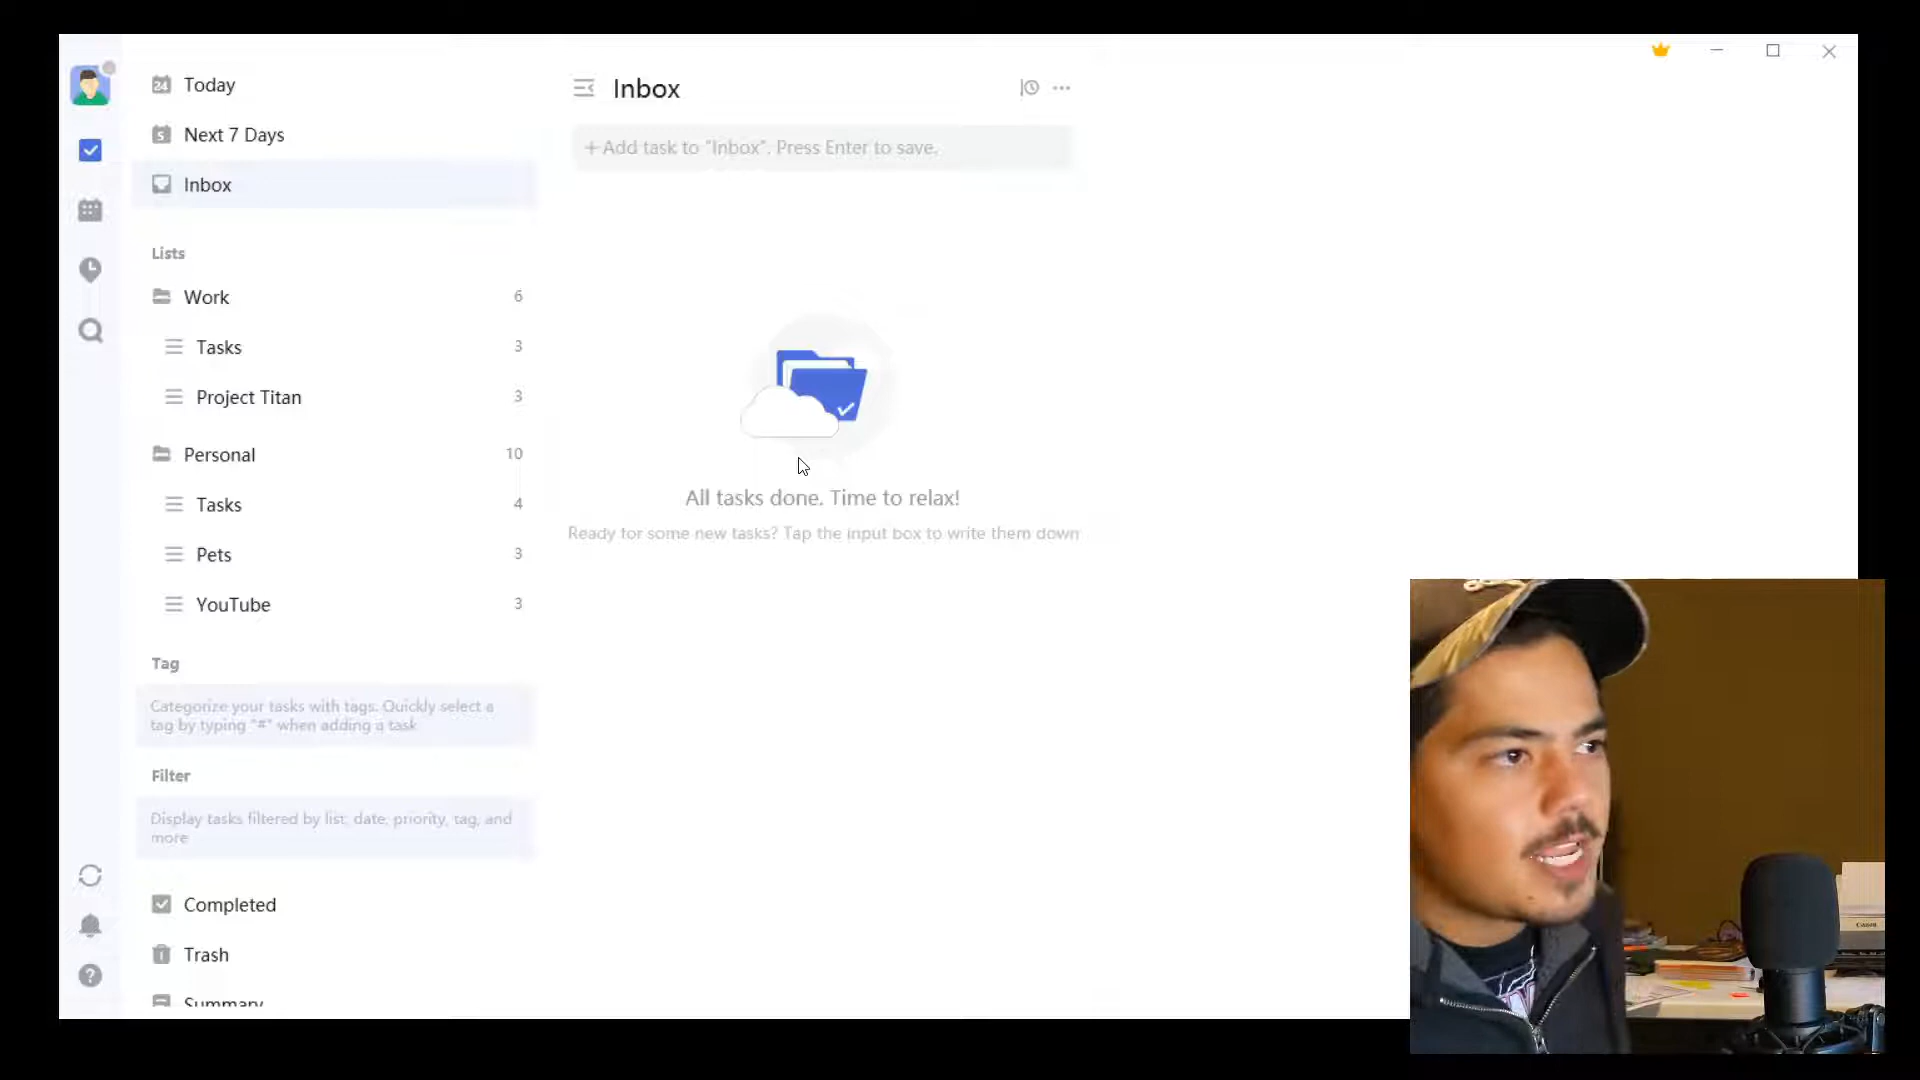 24 Today
5 Next 7 Days
Inbox
Lists
Work 6
Tasks 3
Project Titan 3
Personal 10
Tasks 4
Pets 3
YouTube 3
Tag
Categorize your tasks with tags. Quickly select a
tag by typing "#" when adding a task
Filter
Display tasks filtered by list, date, priority, tag, and
more
Completed
Trash
Summary
Inbox
+ Add task to "Inbox". Press Enter to save.
All tasks done. Time to relax!
Ready for some new tasks? Tap the input box to write them down
?
Canon